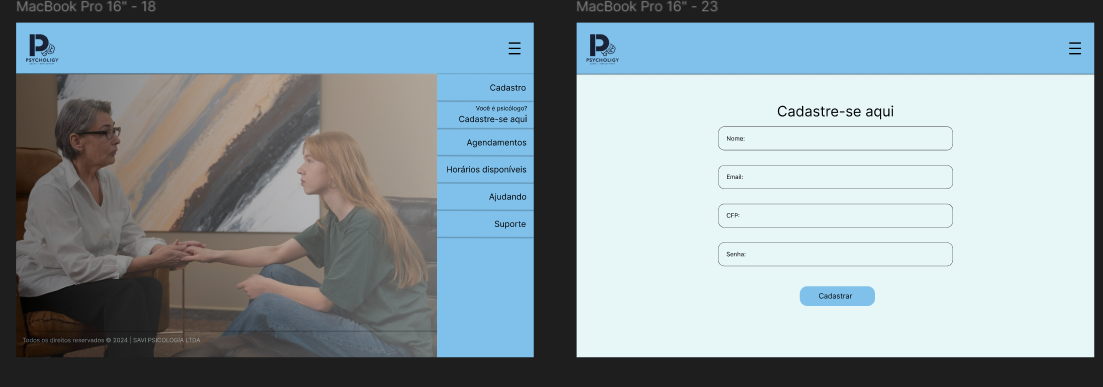 MacBook Pro 16" - 18
PSYCHOLIGY
Cadastro
Você é psicólogo?
Cadastre-se aqui
Agendamentos
Horários disponíveis
Ajudando
Suporte
Todos os direitos reservados © 2024 | SAVI PSICOLOGIA LTDA
MacBook Pro 16" - 23
PSYCHOLIGY
Cadastre-se aqui
Nome:
Email:
CFP:
Senha:
Cadastrar